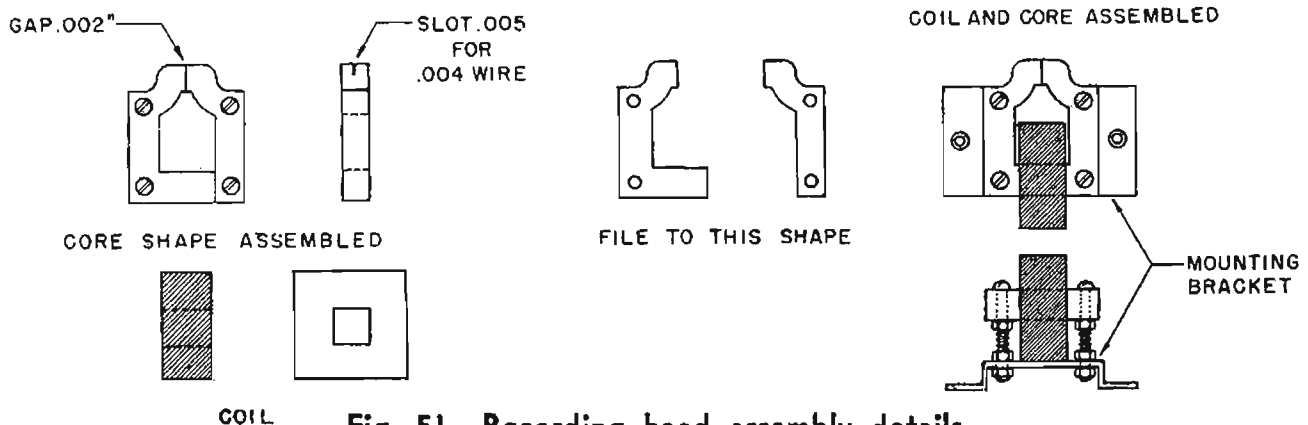 GAP.002"
SLOT.005
FOR
.004 WIRE
COIL AND CORE ASSEMBLED
CORE SHAPE ASSEMBLED
FILE TO THIS SHAPE
MOUNTING
BRACKET
COIL
Fig. 51. Recording head assembly details